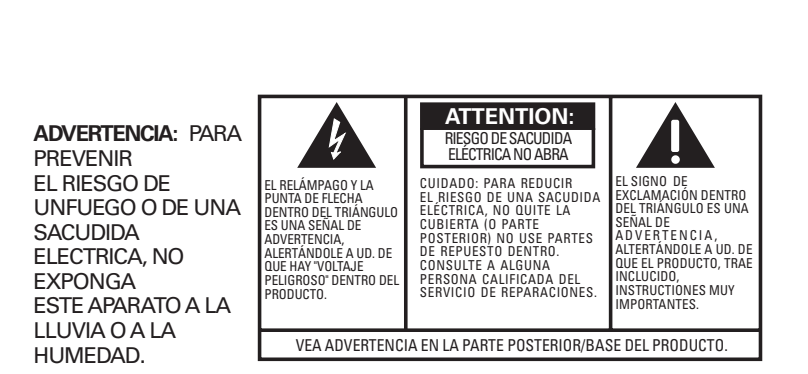 ADVERTENCIA: PARA
PREVENIR
EL RIESGO DE
UNFUEGO O DE UNA
SACUDIDA
ELECTRICA, NO
EXPONGA
ESTE APARATO A LA
LLUVIA O A LA
HUMEDAD.
EL RELÁMPAGO Y LA
PUNTA DE FLECHA
DENTRO DEL TRIÁNGULO
ES UNA SEÑAL DE
ADVERTENCIA,
ALERTÁNDOLE A UD. DE
QUE HAY "VOLTAJE
PELIGROSO" DENTRO DEL
PRODUCTO.
ATTENTION:
RIESGO DE SACUDIDA
ELÉCTRICA NO ABRA
CUIDADO: PARA REDUCIR
EL RIESGO DE UNA SACUDIDA
ELÉCTRICA, NO QUITE LA
CUBIERTA (O PARTE
POSTERIOR) NO USE PARTES
DE REPUESTO DENTRO.
CONSULTE A ALGUNA
PERSONA CALIFICADA DEL
SERVICIO DE REPARACIONES.
EL SIGNO DE
EXCLAMACIÓN DENTRO
DEL TRIÁNGULO ES UNA
SEÑAL DE
ADVERTENCIA,
ALTERTÁNDOLE A UD. DE
QUE EL PRODUCTO, TRAE
INCLUCIDO,
INSTRUCTIONES MUY
IMPORTANTES.
VEA ADVERTENCIA EN LA PARTE POSTERIOR/BASE DEL PRODUCTO.